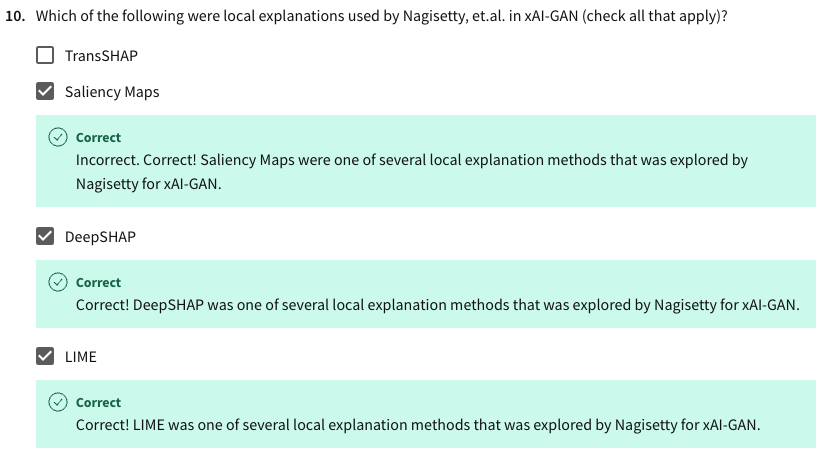 10. Which of the following were local explanations used by Nagisetty, et.al. in xAI-GAN (check all that apply)?
TransSHAP
Saliency Maps
Correct
Incorrect. Correct! Saliency Maps were one of several local explanation methods that was explored by
Nagisetty for xAI-GAN.
DeepSHAP
Correct
Correct! DeepSHAP was one of several local explanation methods that was explored by Nagisetty for xAI-GAN.
LIME
Correct
Correct! LIME was one of several local explanation methods that was explored by Nagisetty for xAI-GAN.